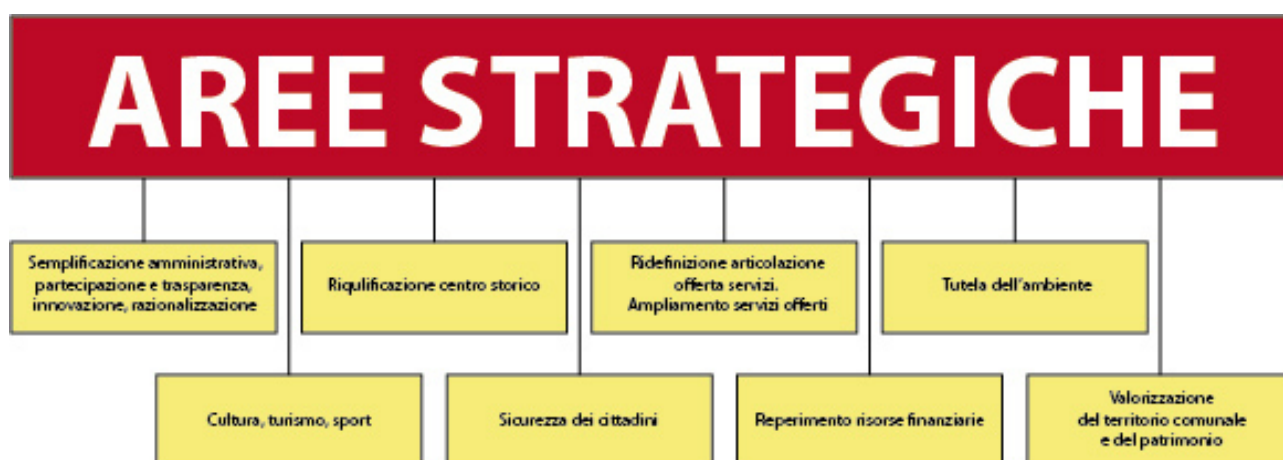 AREE STRATEGICHE
Semplificazione amministrativa,
partecipazione e trasparenza,
innovazione, razionalizzazione
Riqulificazione centro storico
Ridefinizione articolazione
offerta servizi.
Ampliamento servizi offerti
Tutela dell'ambiente
Cultura, turismo, sport
Sicurezza dei cittadini
Reperimento risorse finanziarie
Valorizzazione
del territorio comunale
e del patrimonio